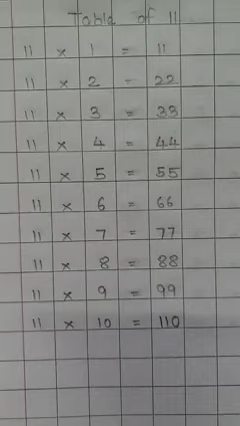 Table of 11
11 × 1 = 11
11 × 2 - 22
11 × 3 = 33
11 × 4 = 44
11 × 5 = 55
11 × 6 = 66
11 × 7 = 77
11 × 8 = 88
11 × 9 = 99
11 × 10 = 110